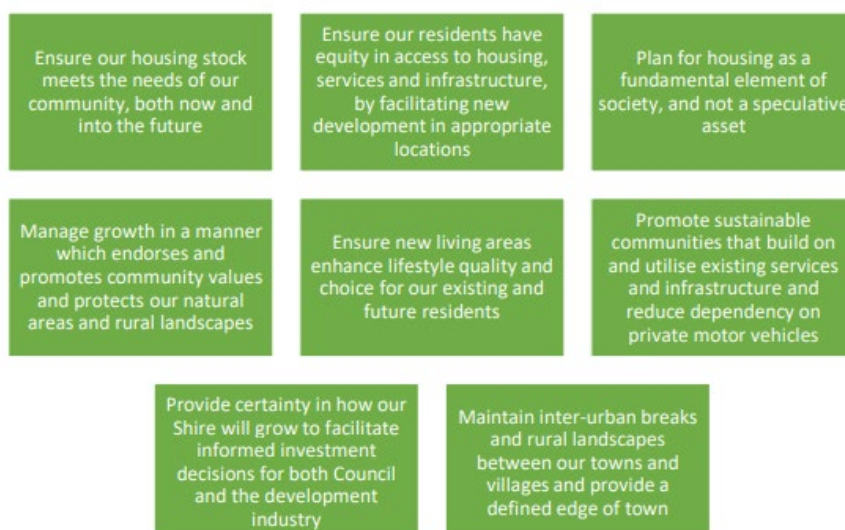 Ensure our housing stock
meets the needs of our
community, both now and
into the future
Ensure our residents have
equity in access to housing,
services and infrastructure,
by facilitating new
development in appropriate
locations
Plan for housing as a
fundamental element of
society, and not a speculative
asset
Manage growth in a manner
which endorses and
promotes community values
and protects our natural
areas and rural landscapes
Ensure new living areas
enhance lifestyle quality and
choice for our existing and
future residents
Promote sustainable
communities that build on
and utilise existing services
and infrastructure and
reduce dependency on
private motor vehicles
Provide certainty in how our
Shire will grow to facilitate
informed investment
decisions for both Council
and the development
industry
Maintain inter-urban breaks
and rural landscapes
between our towns and
villages and provide a
defined edge of town